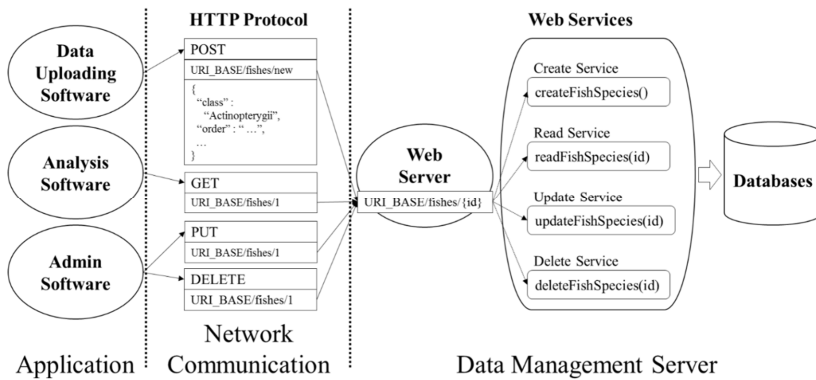 HTTP Protocol
Web Services
Data
Uploading
Software
Analysis
Software
Admin
Software
POST
URI_BASE/fishes/new
{
“class” :
“Actinopterygii”,
“order” : “ …”,
…
}
GET
URI_BASE/fishes/1
PUT
URI_BASE/fishes/1
DELETE
URI_BASE/fishes/1
Web
Server
URI_BASE/fishes/{id}
Create Service
createFishSpecies()
Read Service
readFishSpecies(id)
Update Service
updateFishSpecies(id)
Delete Service
deleteFishSpecies(id)
Databases
Application
Network
Communication
Data Management Server